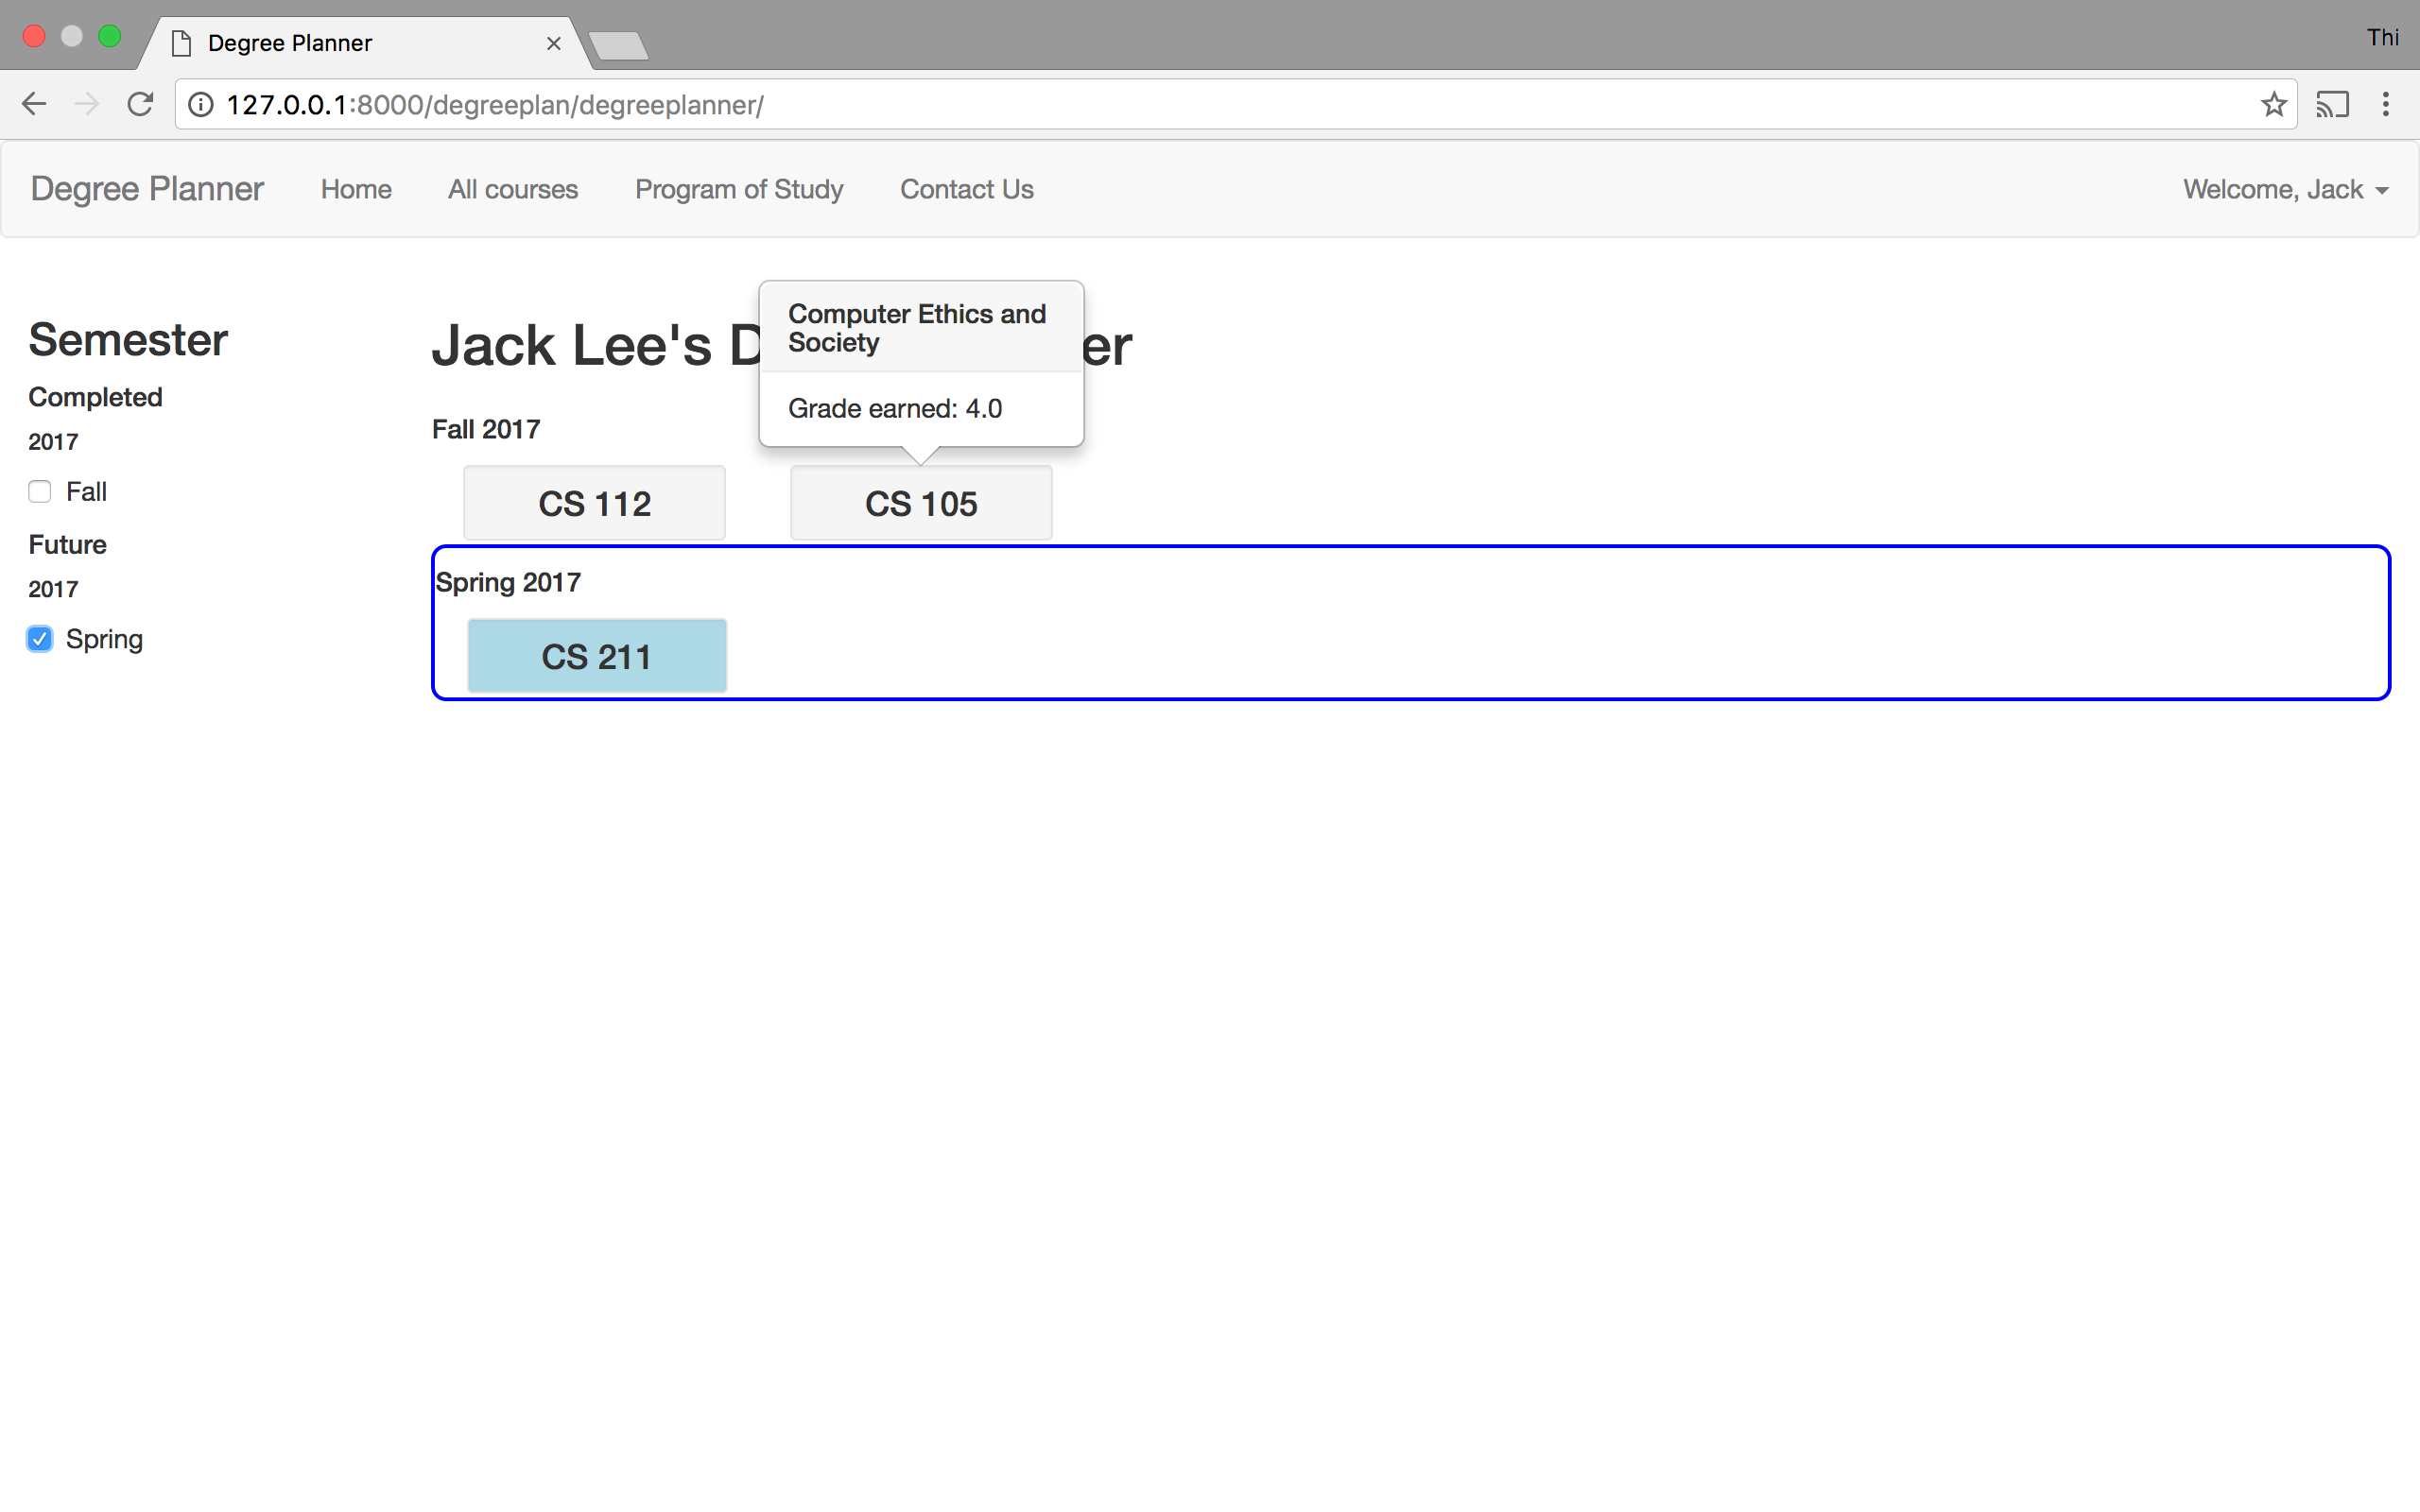 Degree Planner
Thi
127.0.0.1:8000/degreeplan/degreeplanner/
Degree Planner Home All courses Program of Study Contact Us Welcome, Jack
Semester
Completed
2017
Fall
Future
2017
Spring
Jack Lee's D er
Computer Ethics and
Society
Grade earned: 4.0
Fall 2017
CS 112 CS 105
Spring 2017
CS 211